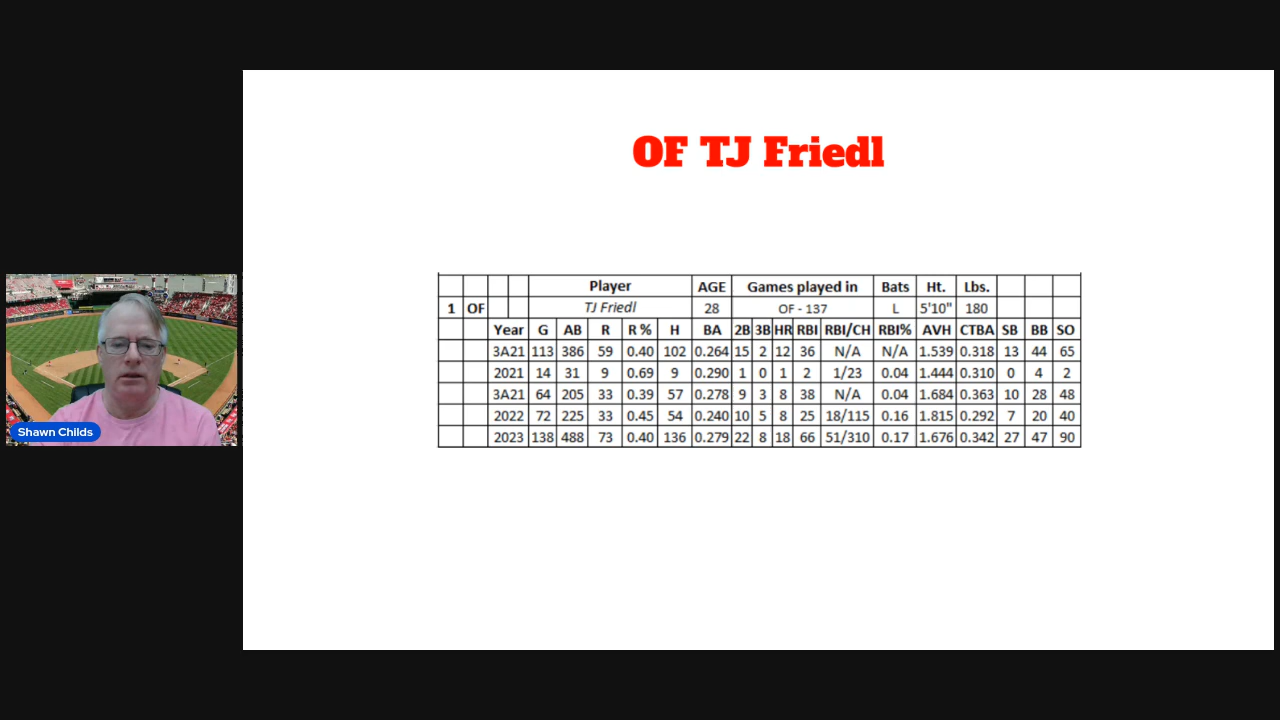 OF TJ Friedl
Player AGE Games played in Bats Ht. Lbs.
1 OF TJ Friedl 28 OF - 137 L 5'10" 180
Year G AB R R % H BA 2B 3B HR RBI RBI/CH RBI% AVH CTBA SB BB SO
3A21 113 386 59 0.40 102 0.264 15 2 12 36 N/A N/A 1.539 0.318 13 44 65
2021 14 31 9 0.69 9 0.290 1 0 1 2 1/23 0.04 1.444 0.310 0 4 2
3A21 64 205 33 0.39 57 0.278 9 3 8 38 N/A 0.04 1.684 0.363 10 28 48
2022 72 225 33 0.45 54 0.240 10 5 8 25 18/115 0.16 1.815 0.292 7 20 40
2023 138 488 73 0.40 136 0.279 22 8 18 66 51/310 0.17 1.676 0.342 27 47 90
Shawn Childs